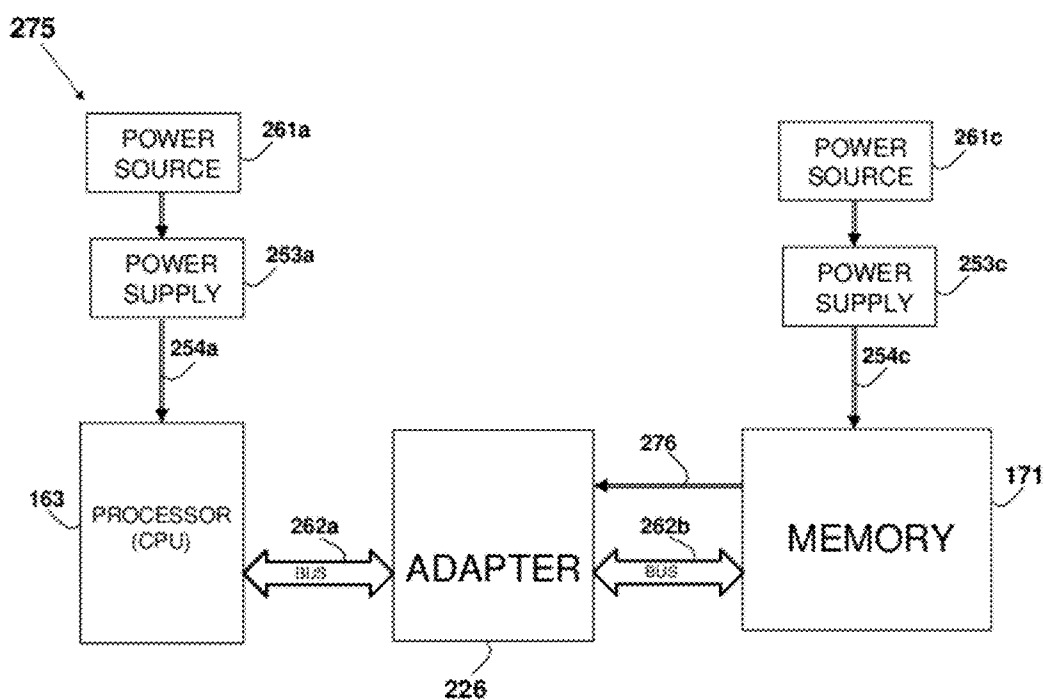 275
POWER
SOURCE
261a
POWER
SOURCE
261c
POWER
SUPPLY
253a
POWER
SUPPLY
253c
254a
254c
163
PROCESSOR
(CPU)
262a
BUS
ADAPTER
226
276
262b
BUS
MEMORY
171